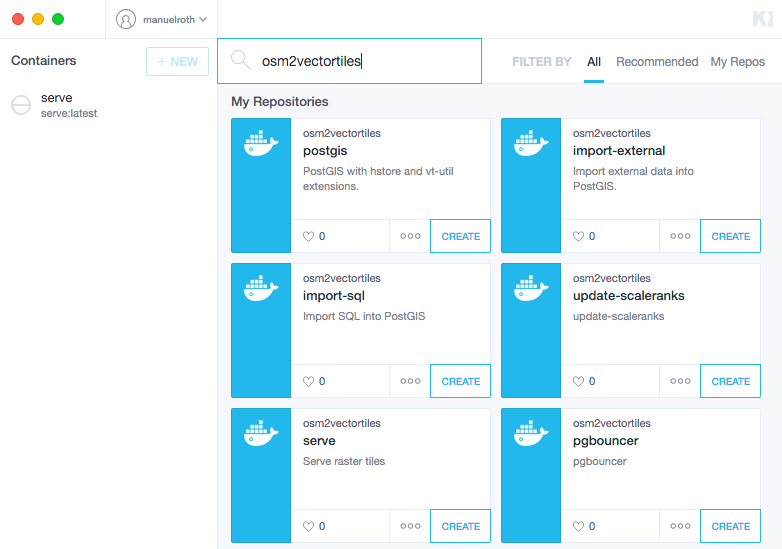 manuelroth
Containers
+ NEW
serve
serve:latest
osm2vectortiles
FILTER BY All Recommended My Repos
My Repositories
osm2vectortiles
postgis
PostGIS with hstore and vt-util
extensions.
0
CREATE
osm2vectortiles
import-external
Import external data into
PostGIS.
0
CREATE
osm2vectortiles
import-sql
Import SQL into PostGIS
0
CREATE
osm2vectortiles
update-scaleranks
update-scaleranks
0
CREATE
osm2vectortiles
serve
Serve raster tiles
0
CREATE
osm2vectortiles
pgbouncer
pgbouncer
0
CREATE